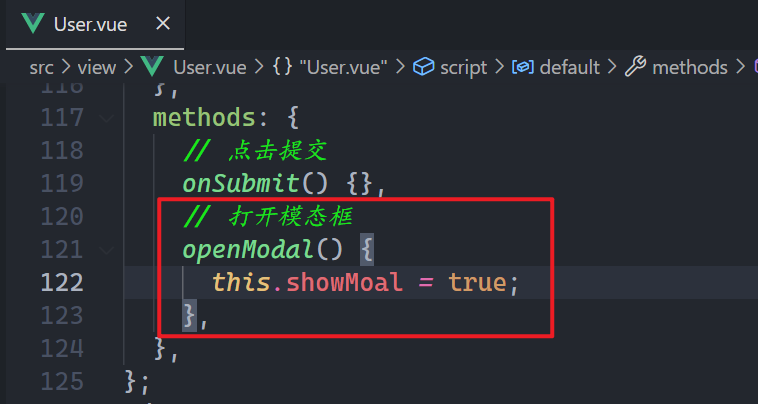 User.vue ×
src > view > User.vue > {} "User.vue" > script > default > methods >
116 },
117 methods: {
118 // 点击提交
119 onSubmit() {},
120 // 打开模态框
121 openModal() {
122 this.showMoal = true;
123 },
124 },
125 };